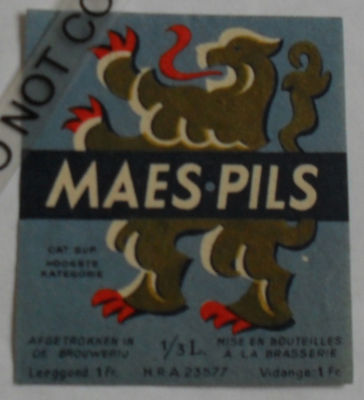 DO NOT CO
MAES·PILS
CAT. SUP.
HOOGSTE
KATEGORIE
AFGETROKKEN IN
DE BROUWERIJ
1/3 L.
MISE EN BOUTEILLES
A LA BRASSERIE
Leeggoed: 1 Fr.
H.R.A 23577
Vidange: 1 Fr.